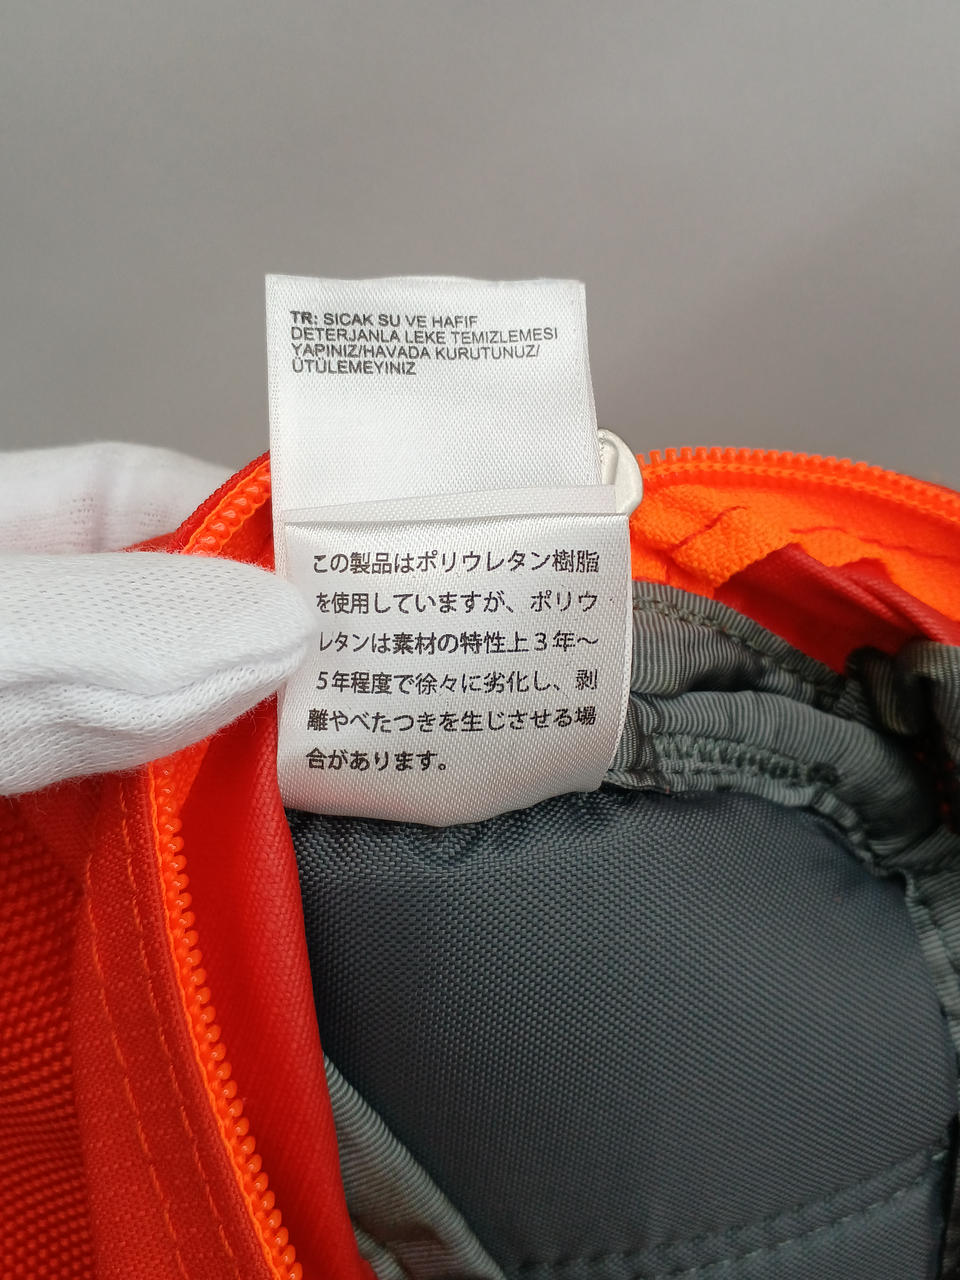 TR: SICAK SU VE HAFIF
DETERJANLA LEKE TEMIZLEMESI
YAPINIZ/HAVADA KURUTUNUZ/
ÜTÜLEMEYINIZ
この製品はポリウレタン樹脂
を使用していますが、ポリウ
レタンは素材の特性上３年〜
５年程度で徐々に劣化し、剥
離やべたつきを生じさせる場
合があります。